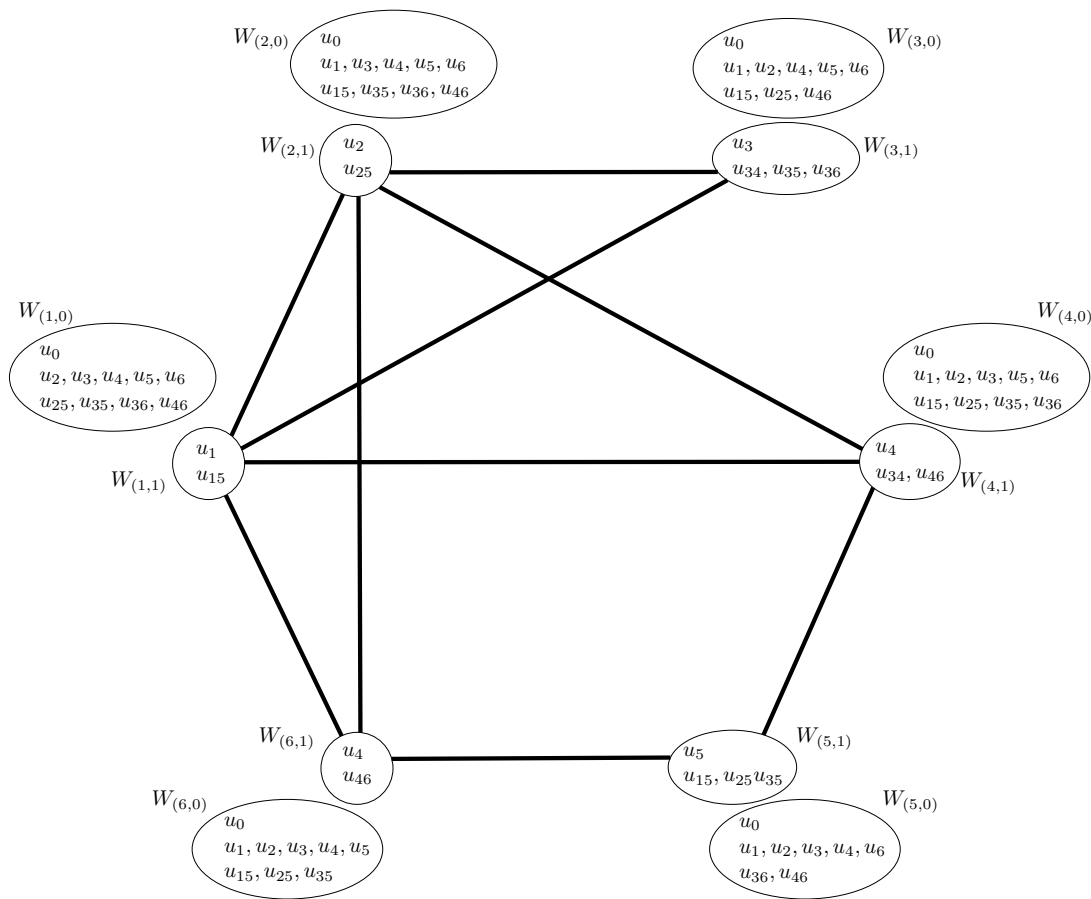 W(2,0)
u0
u1, u3, u4, u5, u6
u15, u35, u36, u46
W(3,0)
u0
u1, u2, u4, u5, u6
u15, u25, u46
W(2,1)
u2
u25
W(3,1)
u3
u34, u35, u36
W(1,0)
u0
u2, u3, u4, u5, u6
u25, u35, u36, u46
W(4,0)
u0
u1, u2, u3, u5, u6
u15, u25, u35, u36
W(1,1)
u1
u15
u4
u34, u46
W(4,1)
W(6,1)
u4
u46
W(5,1)
u5
u15, u25u35
W(6,0)
u0
u1, u2, u3, u4, u5
u15, u25, u35
W(5,0)
u0
u1, u2, u3, u4, u6
u36, u46